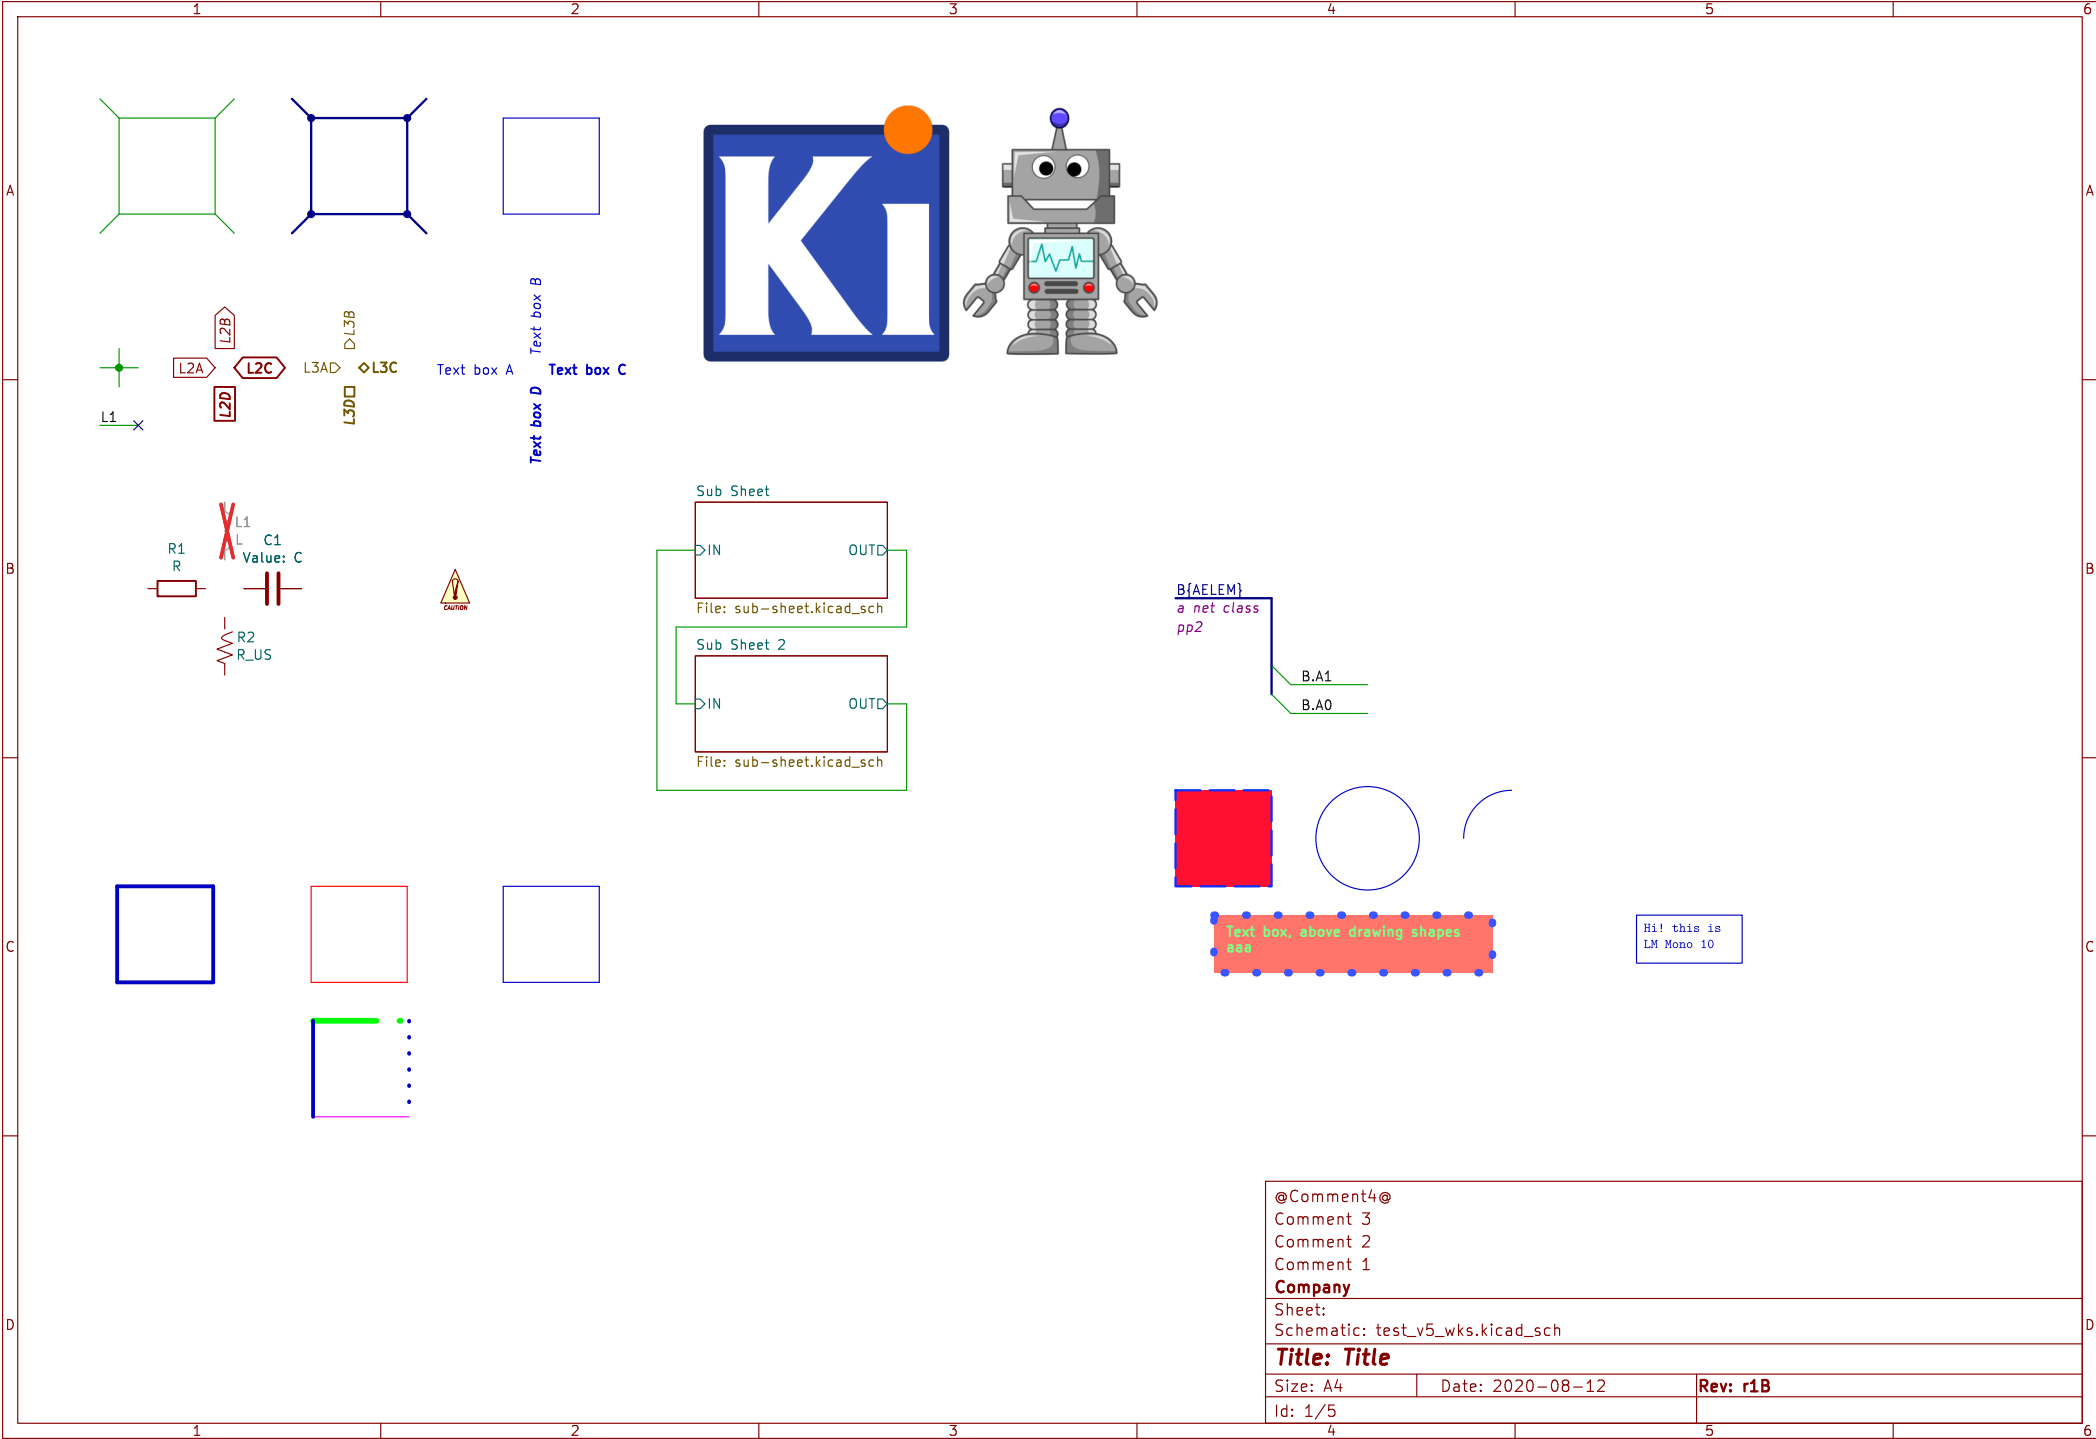 1 2 3 4 5 6
A
A
Ki
L2B
L3B
Text box B
L2A
L2C
L3A
L3C
Text box A
Text box C
L2D
L3D
Text box D
L1
Sub Sheet
IN
OUT
File: sub-sheet.kicad_sch
L1
L
C1
Value: C
R1
R
CAUTION
R2
R_US
B
B
B{AELEM}
a net class
pp2
Sub Sheet 2
IN
OUT
File: sub-sheet.kicad_sch
B.A1
B.A0
Text box, above drawing shapes
aaa
Hi! this is
LM Mono 10
C
C
@Comment4@
Comment 3
Comment 2
Comment 1
Company
Sheet:
Schematic: test_v5_wks.kicad_sch
Title: Title
Size: A4
Date: 2020-08-12
Rev: r1B
Id: 1/5
D
D
1 2 3 4 5 6